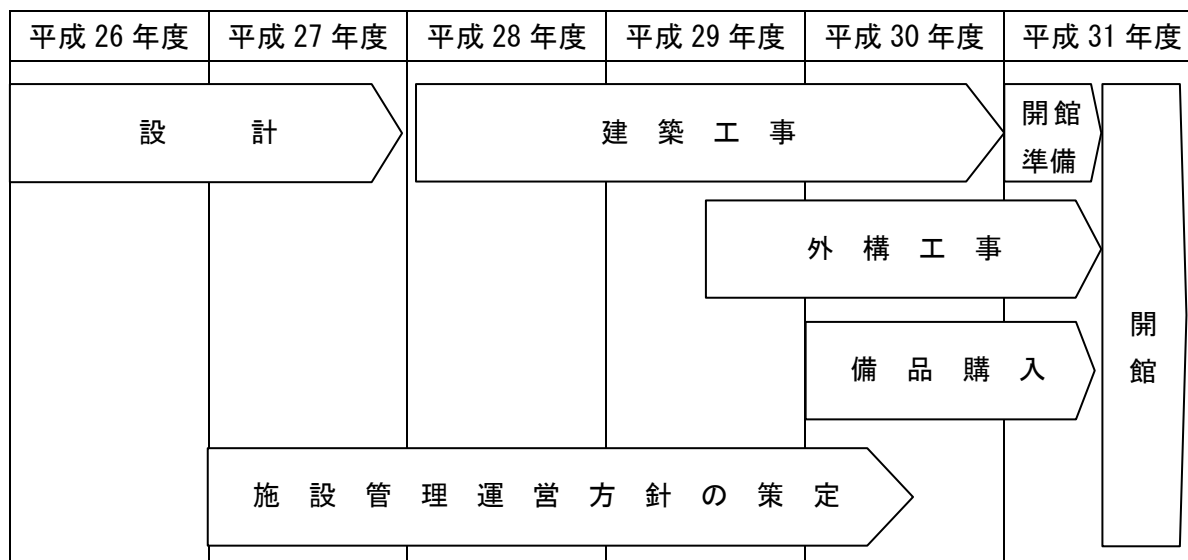 平成 26 年度 平成 27 年度 平成 28 年度 平成 29 年度 平成 30 年度 平成 31 年度
設計
建築工事
開館
準備
外構工事
備品購入
開
館
施設管理運営方針の策定